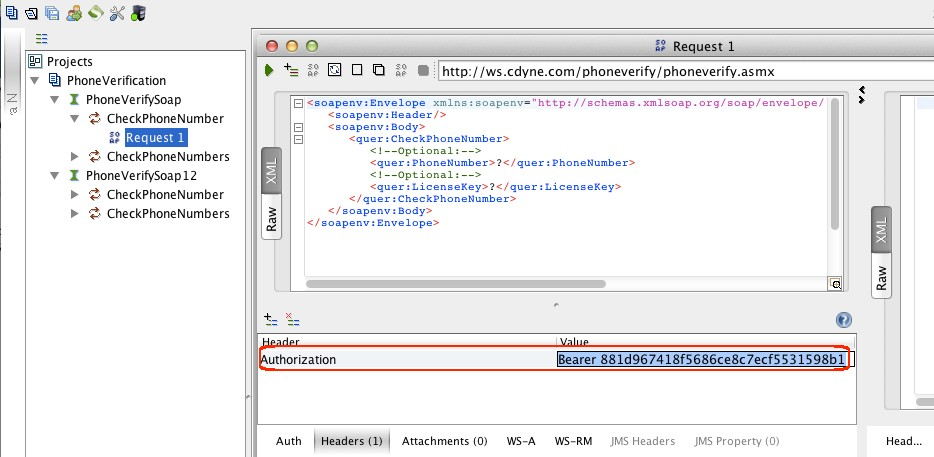 Request 1
Projects
PhoneVerification
PhoneVerifySoap
CheckPhoneNumber
Request 1
CheckPhoneNumbers
PhoneVerifySoap12
CheckPhoneNumber
CheckPhoneNumbers
http://ws.cdyne.com/phoneverify/phoneverify.asmx
XML
Raw
<soapenv:Envelope xmlns:soapenv="http://schemas.xmlsoap.org/soap/envelope/
<soapenv:Header/>
<soapenv:Body>
<quer:CheckPhoneNumber>
<!--Optional:-->
<quer:PhoneNumber>?</quer:PhoneNumber>
<!--Optional:-->
<quer:LicenseKey>?</quer:LicenseKey>
</quer:CheckPhoneNumber>
</soapenv:Body>
</soapenv:Envelope>
XML
Raw
Header Value
Authorization Bearer 881d967418f5686ce8c7ecf5531598b1
Auth Headers (1) Attachments (0) WS-A WS-RM JMS Headers JMS Property (0)
Head...